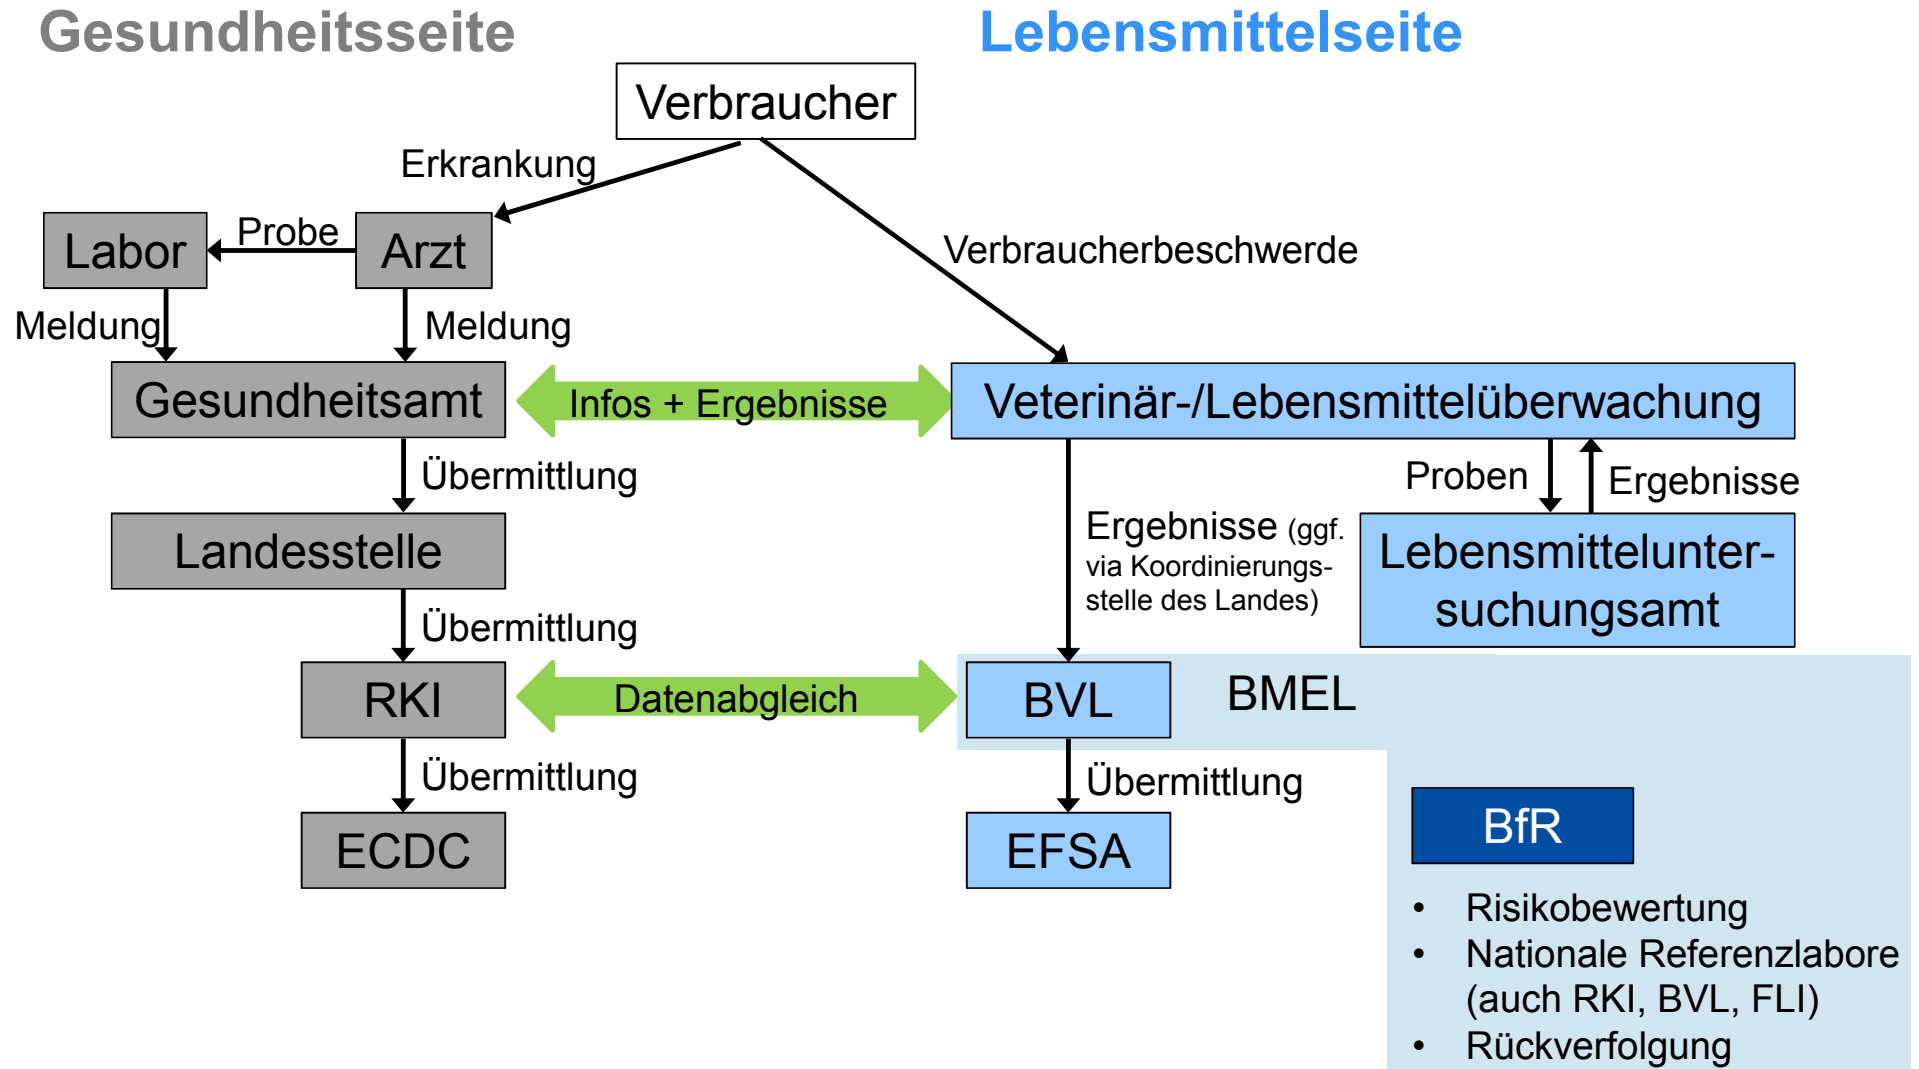 Gesundheitsseite
Lebensmittelseite
Verbraucher
Erkrankung
Labor
Probe
Arzt
Verbraucherbeschwerde
Meldung
Meldung
Gesundheitsamt
Infos + Ergebnisse
Veterinär-/Lebensmittelüberwachung
Übermittlung
Proben
Ergebnisse
Landesstelle
Ergebnisse (ggf.
via Koordinierungs-
stelle des Landes)
Lebensmittelunter-
suchungsamt
Übermittlung
RKI
Datenabgleich
BVL
BMEL
Übermittlung
Übermittlung
ECDC
EFSA
BfR
• Risikobewertung
• Nationale Referenzlabore
(auch RKI, BVL, FLI)
• Rückverfolgung